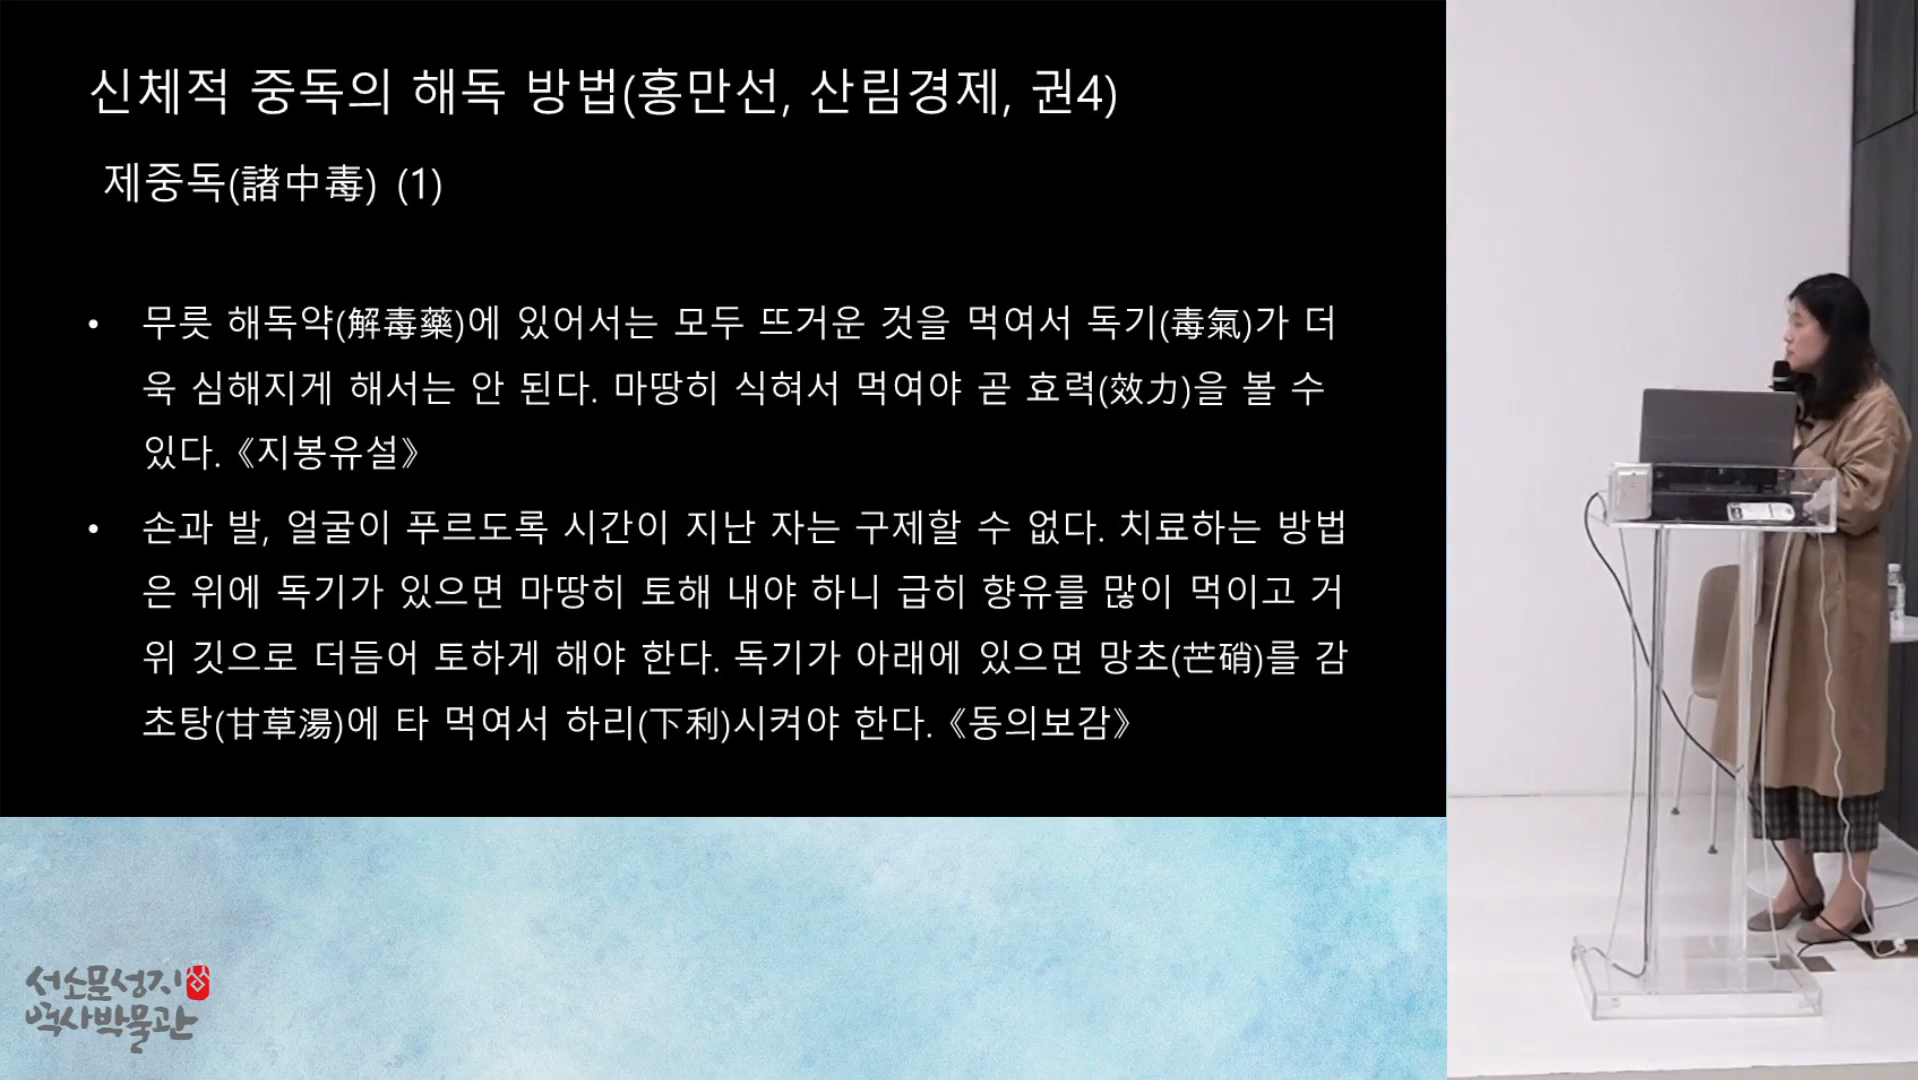 신체적 중독의 해독 방법(홍만선, 산림경제, 권4)
제중독(諸中毒) (1)
• 무릇 해독약(解毒藥)에 있어서는 모두 뜨거운 것을 먹여서 독기(毒氣)가 더
욱 심해지게 해서는 안 된다. 마땅히 식혀서 먹여야 곧 효력(效力)을 볼 수
있다.《지봉유설》
• 손과 발, 얼굴이 푸르도록 시간이 지난 자는 구제할 수 없다. 치료하는 방법
은 위에 독기가 있으면 마땅히 토해 내야 하니 급히 향유를 많이 먹이고 거
위 깃으로 더듬어 토하게 해야 한다. 독기가 아래에 있으면 망초(芒硝)를 감
초탕(甘草湯)에 타 먹여서 하리(下利)시켜야 한다.《동의보감》
서소문성지
역사박물관